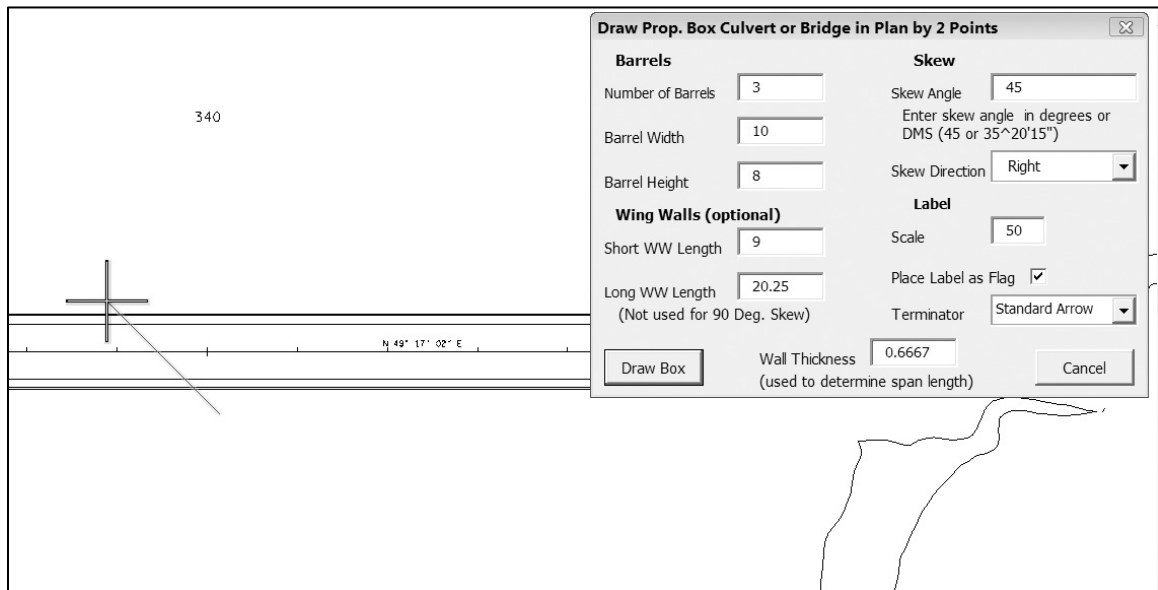 Draw Prop. Box Culvert or Bridge in Plan by 2 Points
Barrels
Number of Barrels 3
Barrel Width 10
Barrel Height 8
Wing Walls (optional)
Short WW Length 9
Long WW Length 20.25
(Not used for 90 Deg. Skew)
Draw Box
Skew
Skew Angle 45
Enter skew angle in degrees or
DMS (45 or 35^20'15")
Skew Direction Right
Label
Scale 50
Place Label as Flag
Terminator Standard Arrow
Wall Thickness 0.6667
(used to determine span length)
Cancel
340
N 49° 17' 02" E